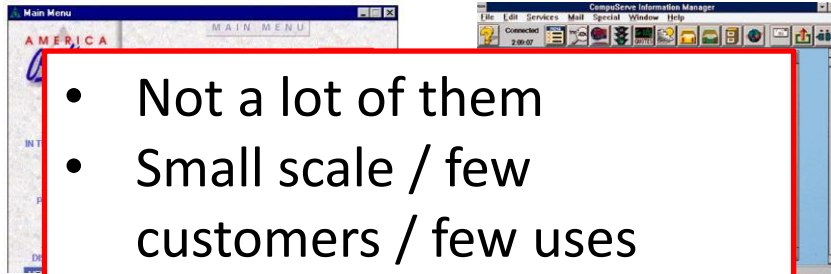 Main Menu
MAIN MENU
AMERICA
CompuServe Information Manager
File Edit Services Mail Special Window Help
Connected
2:09:07
• Not a lot of them
• Small scale / few
customers / few uses